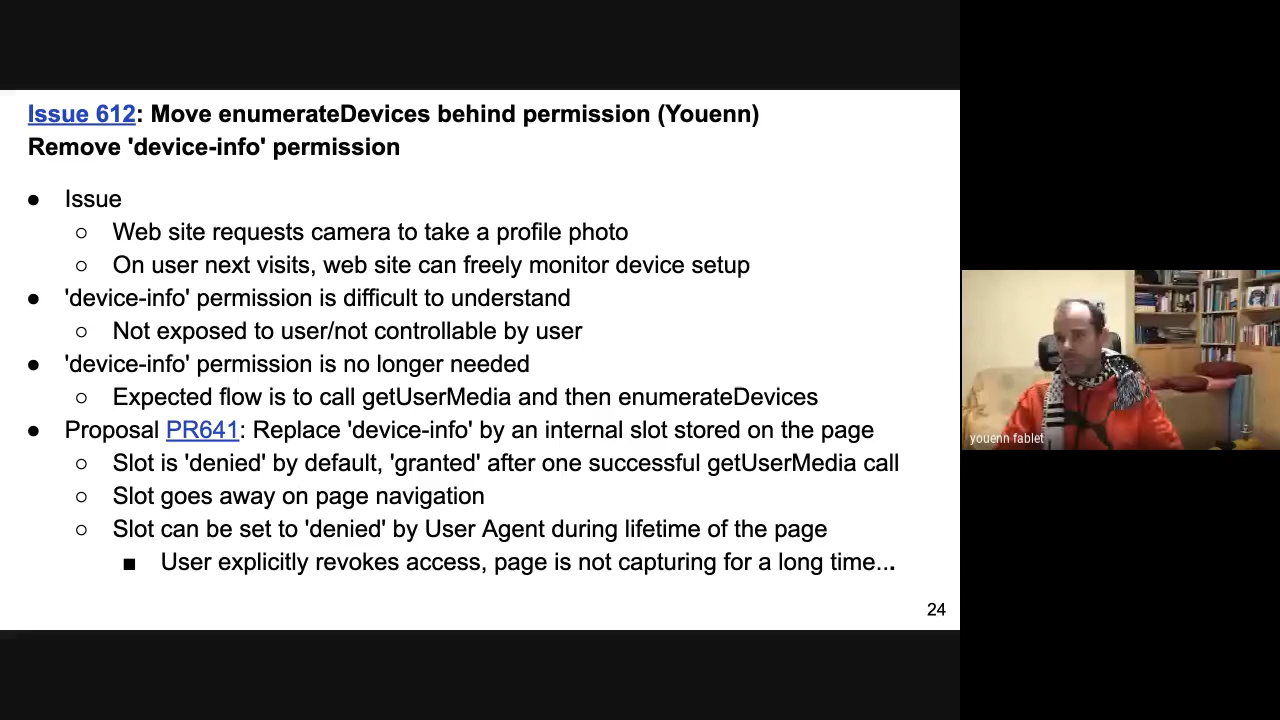 Issue 612: Move enumerateDevices behind permission (Youenn)
Remove 'device-info' permission
● Issue
○ Web site requests camera to take a profile photo
○ On user next visits, web site can freely monitor device setup
● 'device-info' permission is difficult to understand
○ Not exposed to user/not controllable by user
● 'device-info' permission is no longer needed
○ Expected flow is to call getUserMedia and then enumerateDevices
● Proposal PR641: Replace 'device-info' by an internal slot stored on the page
○ Slot is 'denied' by default, 'granted' after one successful getUserMedia call
○ Slot goes away on page navigation
○ Slot can be set to 'denied' by User Agent during lifetime of the page
■ User explicitly revokes access, page is not capturing for a long time...
24
youenn fablet